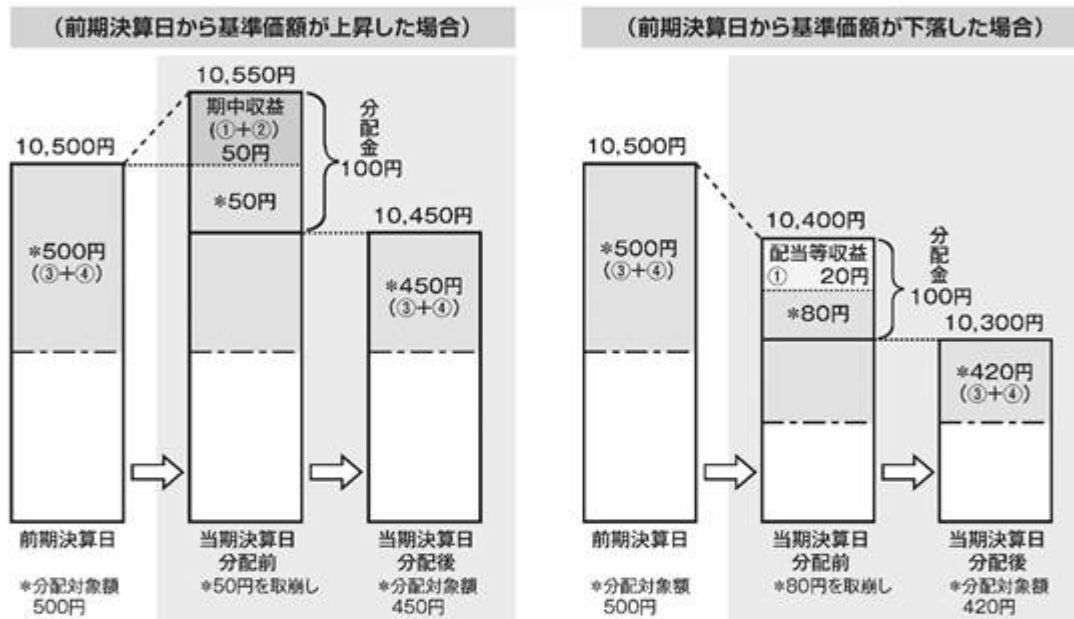 (前期決算日から基準価額が上昇した場合)
10,550円
期中収益
(①+②)
50円
分配金
100円
10,500円
*50円
10,450円
*500円
(③+④)
*450円
(③+④)
前期決算日
当期決算日
分配前
当期決算日
分配後
*分配対象額
500円
*50円を取崩し
*分配対象額
450円
(前期決算日から基準価額が下落した場合)
10,500円
10,400円
配当等収益
① 20円
分配金
100円
*500円
(③+④)
*80円
10,300円
*420円
(③+④)
前期決算日
当期決算日
分配前
当期決算日
分配後
*分配対象額
500円
*80円を取崩し
*分配対象額
420円